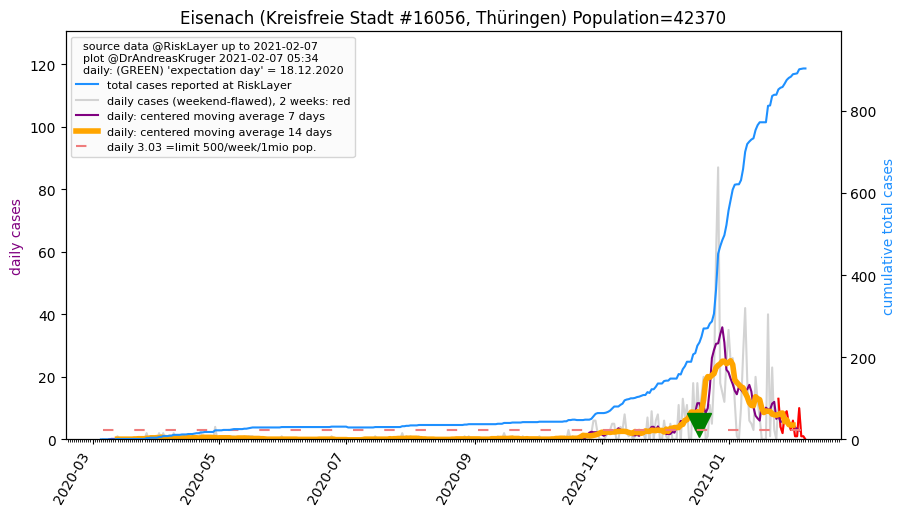 Eisenach (Kreisfreie Stadt #16056, Thüringen) Population=42370
source data @RiskLayer up to 2021-02-07
plot @DrAndreasKruger 2021-02-07 05:34
daily: (GREEN) 'expectation day' = 18.12.2020
total cases reported at RiskLayer
daily cases (weekend-flawed), 2 weeks: red
daily: centered moving average 7 days
daily: centered moving average 14 days
daily 3.03 =limit 500/week/1mio pop.
daily cases
120
100
80
60
40
20
0
cumulative total cases
800
600
400
200
0
2020-03
2020-05
2020-07
2020-09
2020-11
2021-01